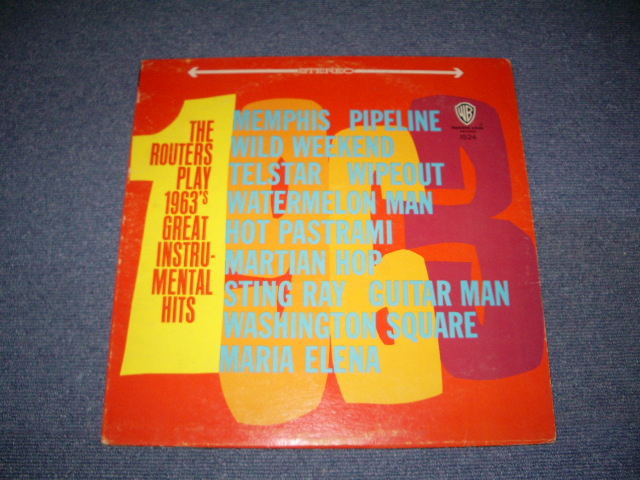 STEREO
1963
THE
ROUTERS
PLAY
1963'S
GREAT
INSTRU-
MENTAL
HITS
MEMPHIS PIPELINE
WILD WEEKEND
TELSTAR WIPEOUT
WATERMELON MAN
HOT PASTRAMI
MARTIAN HOP
STING RAY GUITAR MAN
WASHINGTON SQUARE
MARIA ELENA
WB
1524